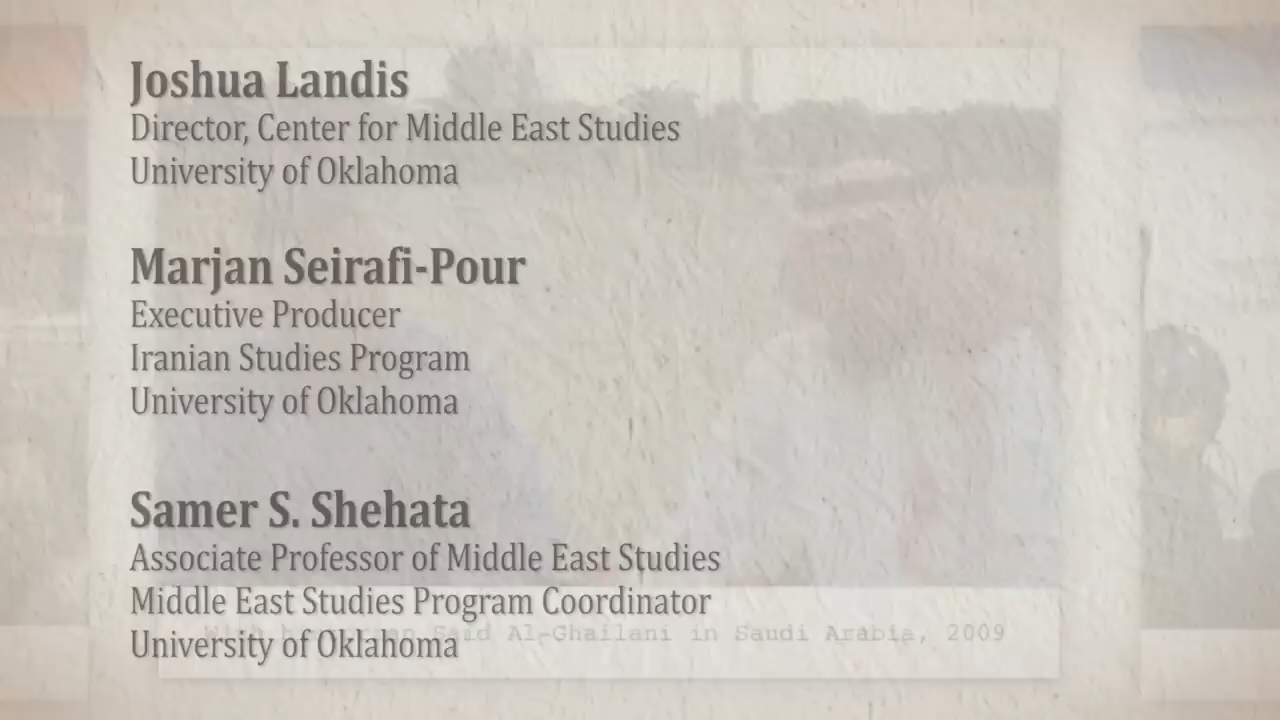 Joshua Landis
Director, Center for Middle East Studies
University of Oklahoma
Marjan Seirafi-Pour
Executive Producer
Iranian Studies Program
University of Oklahoma
Samer S. Shehata
Associate Professor of Middle East Studies
Middle East Studies Program Coordinator
University of Oklahoma
Said Al-Ghailani in Saudi Arabia, 2009